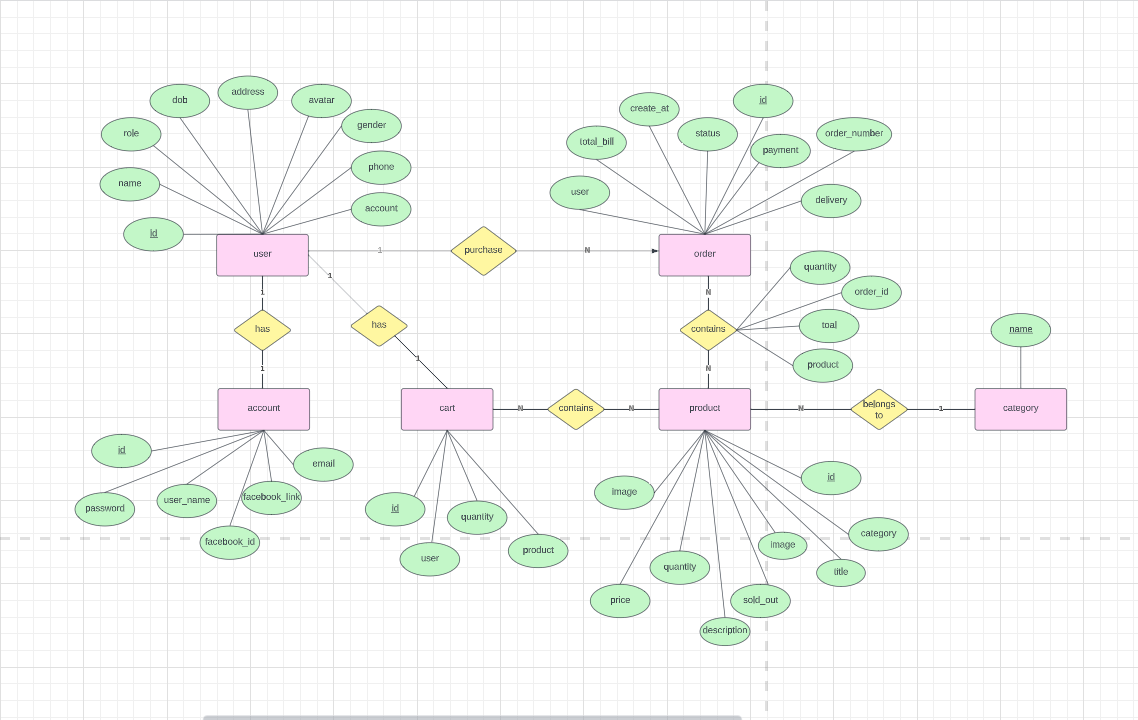 address
dob
avatar
id
create_at
gender
role
status
order_number
total_bill
payment
phone
name
user
delivery
account
id
user
1
purchase
N
order
quantity
1
1
N
order_id
has
has
contains
toal
name
1
1
N
product
account
cart
N
contains
N
product
N
belongs
to
1
category
id
email
id
Image
password
user_name
facebook_link
id
quantity
category
facebook_id
user
product
quantity
image
title
price
sold_out
description